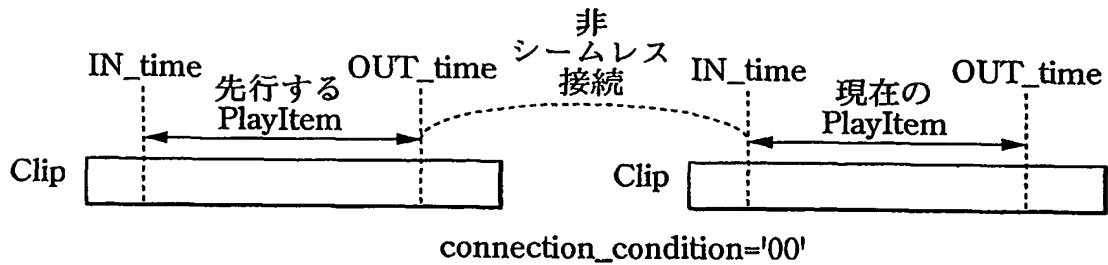 非
シームレス
接続
IN_time
OUT_time
IN_time
OUT_time
先行する
PlayItem
現在の
PlayItem
Clip
Clip
connection_condition='00'